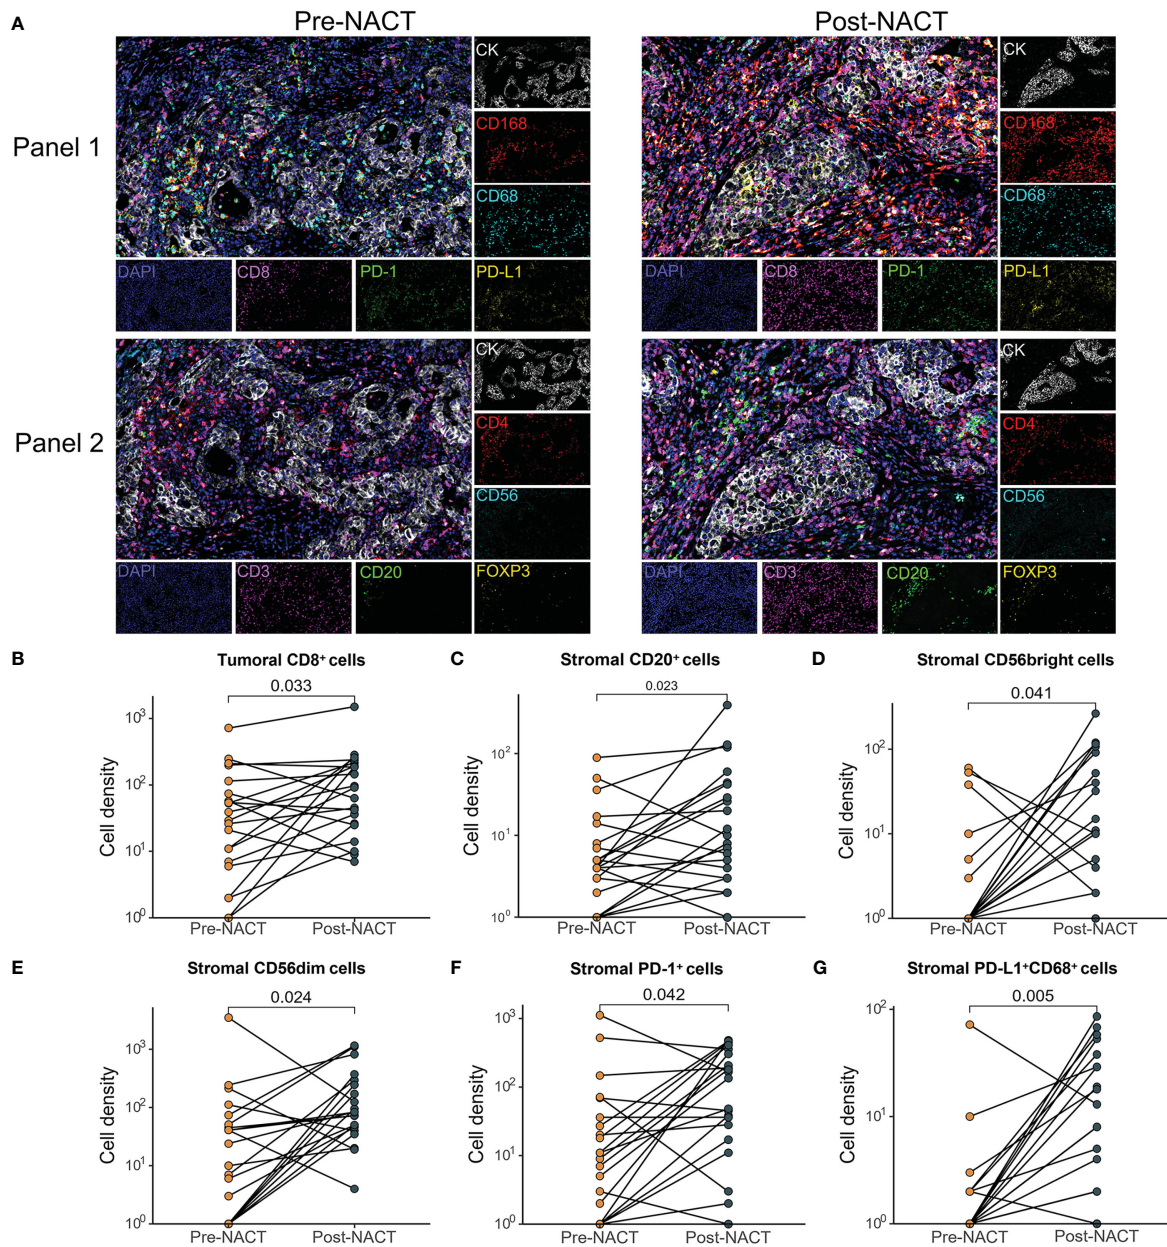 A
Pre-NACT
Post-NACT
Panel 1
CK
CD168
CD68
DAPI
CD8
PD-1
PD-L1
CK
CD168
CD68
DAPI
CD8
PD-1
PD-L1
Panel 2
CK
CD4
CD56
DAPI
CD3
CD20
FOXP3
CK
CD4
CD56
DAPI
CD3
CD20
FOXP3
B
Tumoral CD8⁺ cells
0.033
Cell density
10³
10²
10¹
10⁰
Pre-NACT
Post-NACT
C
Stromal CD20⁺ cells
0.023
Cell density
10²
10¹
10⁰
Pre-NACT
Post-NACT
D
Stromal CD56bright cells
0.041
Cell density
10²
10¹
10⁰
Pre-NACT
Post-NACT
E
Stromal CD56dim cells
0.024
Cell density
10³
10²
10¹
10⁰
Pre-NACT
Post-NACT
F
Stromal PD-1⁺ cells
0.042
Cell density
10³
10²
10¹
10⁰
Pre-NACT
Post-NACT
G
Stromal PD-L1⁺CD68⁺ cells
0.005
Cell density
10²
10¹
10⁰
Pre-NACT
Post-NACT